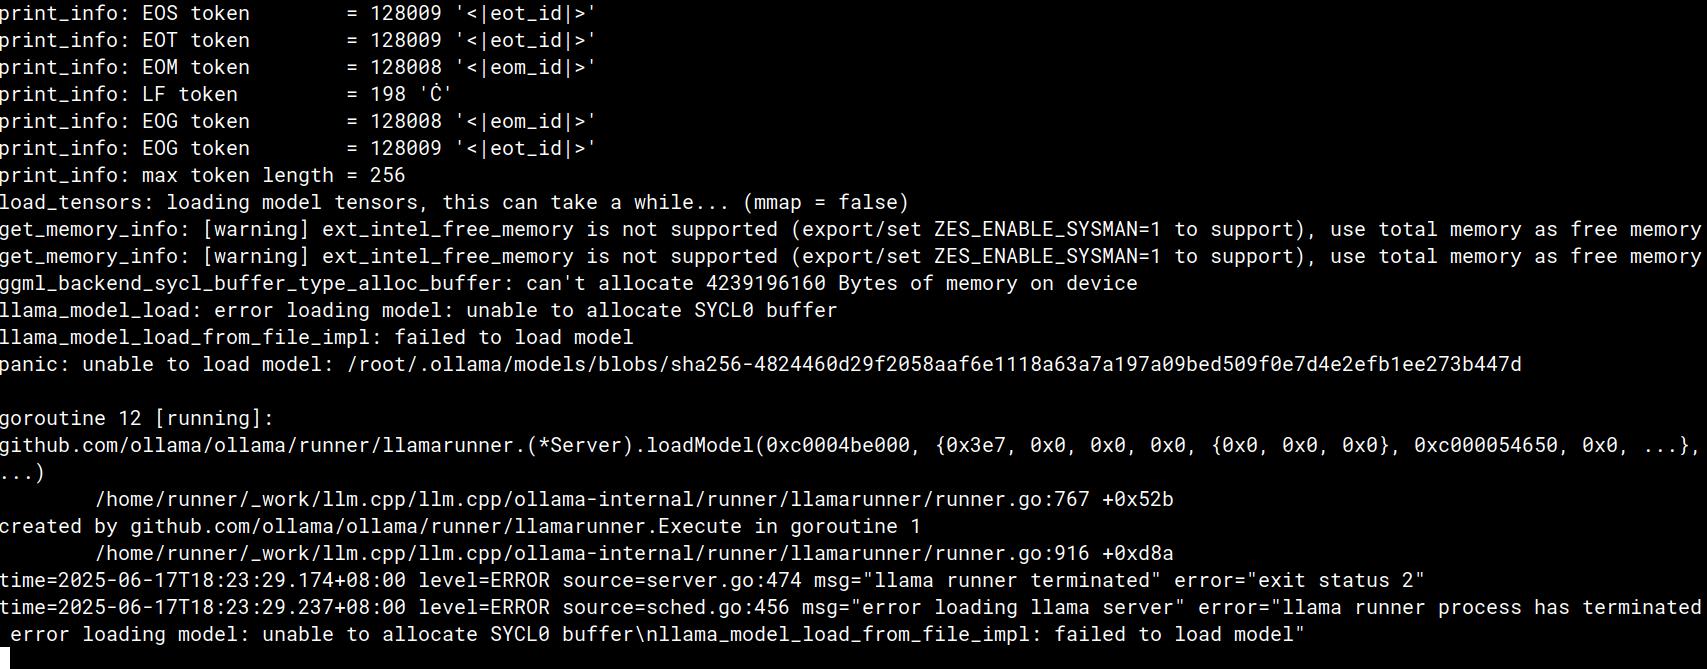 print_info: EOS token        = 128009 '<|eot_id|>'
print_info: EOT token        = 128009 '<|eot_id|>'
print_info: EOM token        = 128008 '<|eom_id|>'
print_info: LF token         = 198 'Ċ'
print_info: EOG token        = 128008 '<|eom_id|>'
print_info: EOG token        = 128009 '<|eot_id|>'
print_info: max token length = 256
load_tensors: loading model tensors, this can take a while... (mmap = false)
get_memory_info: [warning] ext_intel_free_memory is not supported (export/set ZES_ENABLE_SYSMAN=1 to support), use total memory as free memory
get_memory_info: [warning] ext_intel_free_memory is not supported (export/set ZES_ENABLE_SYSMAN=1 to support), use total memory as free memory
ggml_backend_sycl_buffer_type_alloc_buffer: can't allocate 4239196160 Bytes of memory on device
llama_model_load: error loading model: unable to allocate SYCL0 buffer
llama_model_load_from_file_impl: failed to load model
panic: unable to load model: /root/.ollama/models/blobs/sha256-4824460d29f2058aaf6e1118a63a7a197a09bed509f0e7d4e2efb1ee273b447d
goroutine 12 [running]:
github.com/ollama/ollama/runner/llamarunner.(*Server).loadModel(0xc0004be000, {0x3e7, 0x0, 0x0, 0x0, {0x0, 0x0, 0x0}, 0xc000054650, 0x0, ...},
...)
        /home/runner/_work/llm.cpp/llm.cpp/ollama-internal/runner/llamarunner/runner.go:767 +0x52b
created by github.com/ollama/ollama/runner/llamarunner.Execute in goroutine 1
        /home/runner/_work/llm.cpp/llm.cpp/ollama-internal/runner/llamarunner/runner.go:916 +0xd8a
time=2025-06-17T18:23:29.174+08:00 level=ERROR source=server.go:474 msg="llama runner terminated" error="exit status 2"
time=2025-06-17T18:23:29.237+08:00 level=ERROR source=sched.go:456 msg="error loading llama server" error="llama runner process has terminated
 error loading model: unable to allocate SYCL0 buffer\nllama_model_load_from_file_impl: failed to load model"